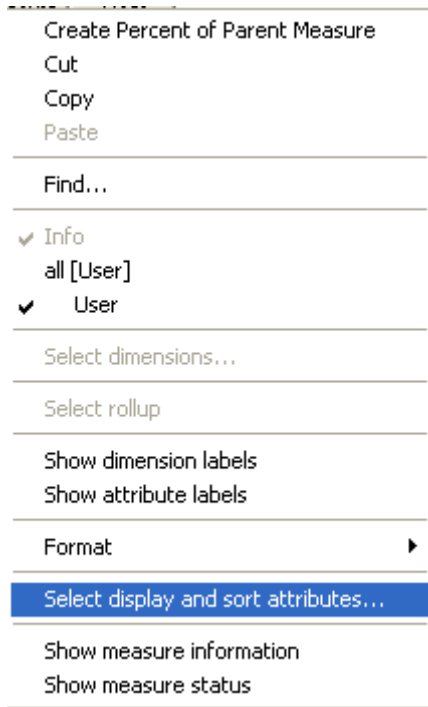 Create Percent of Parent Measure
Cut
Copy
Paste
Find...
Info
all [User]
User
Select dimensions...
Select rollup
Show dimension labels
Show attribute labels
Format
Select display and sort attributes...
Show measure information
Show measure status